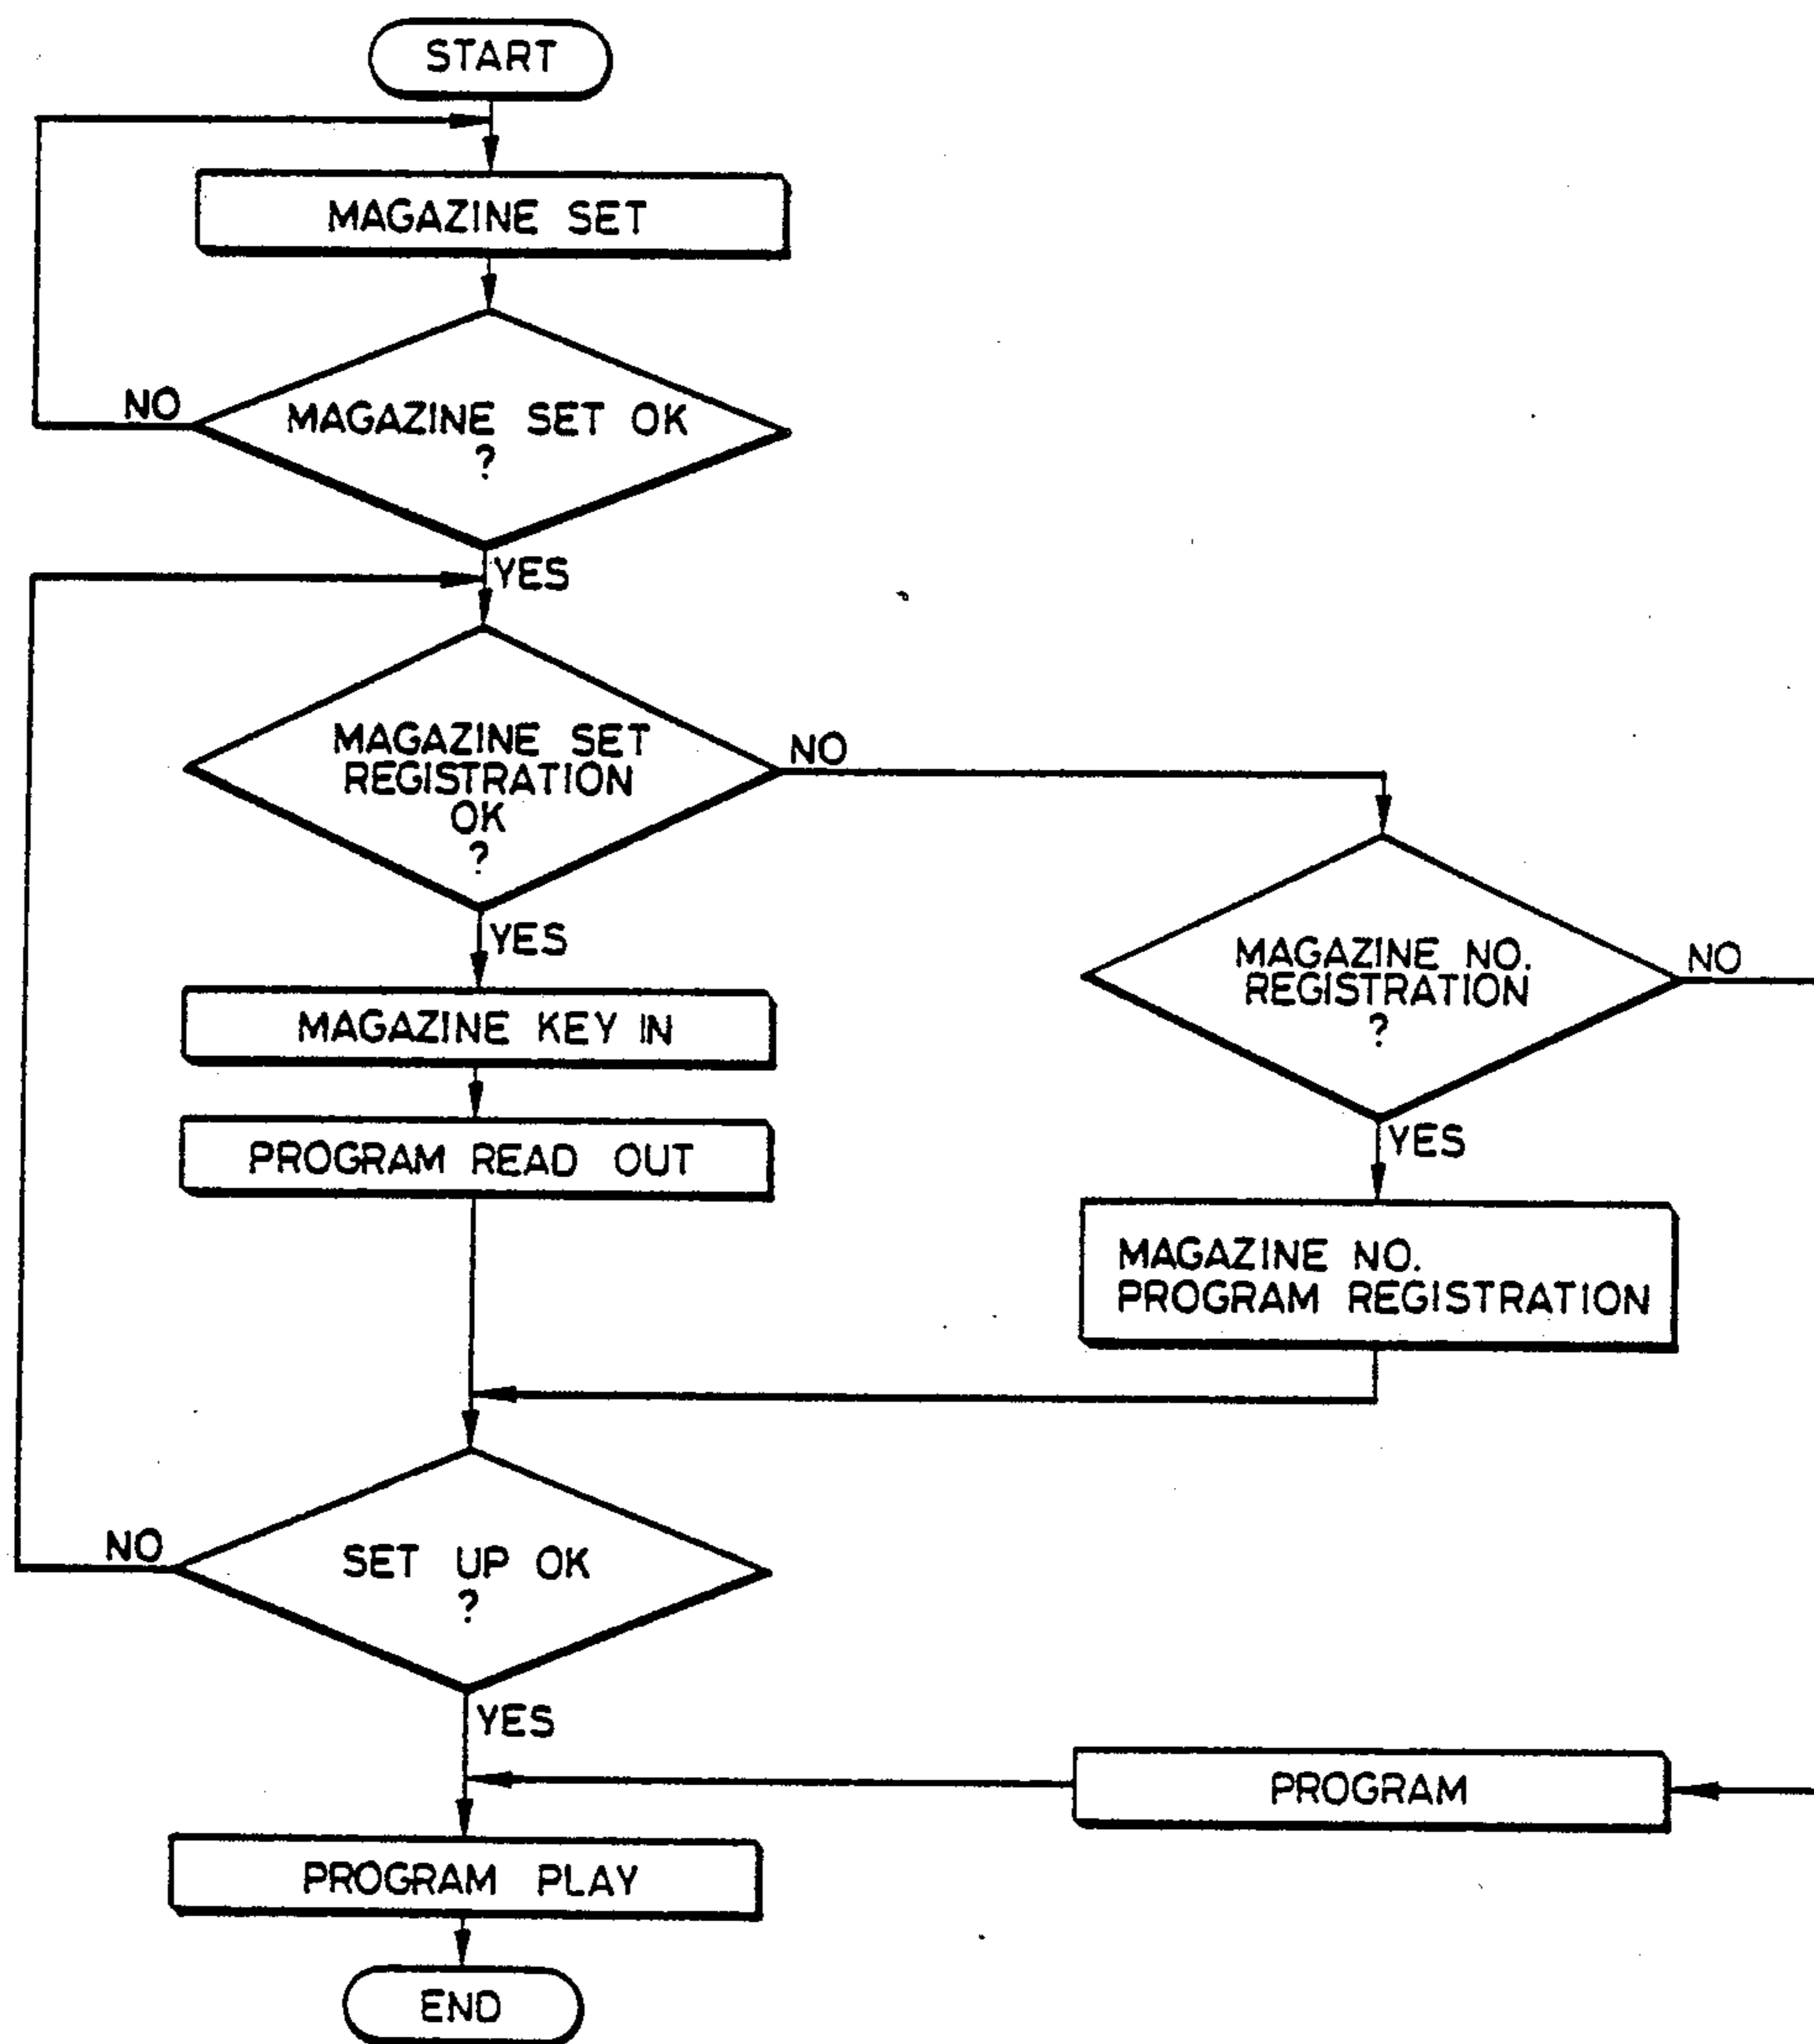 START
MAGAZINE SET
NO
MAGAZINE SET OK
?
YES
MAGAZINE SET
REGISTRATION
OK
?
NO
YES
MAGAZINE NO.
REGISTRATION
?
NO
MAGAZINE KEY IN
YES
PROGRAM READ OUT
MAGAZINE NO.
PROGRAM REGISTRATION
NO
SET UP OK
?
YES
PROGRAM
PROGRAM PLAY
END